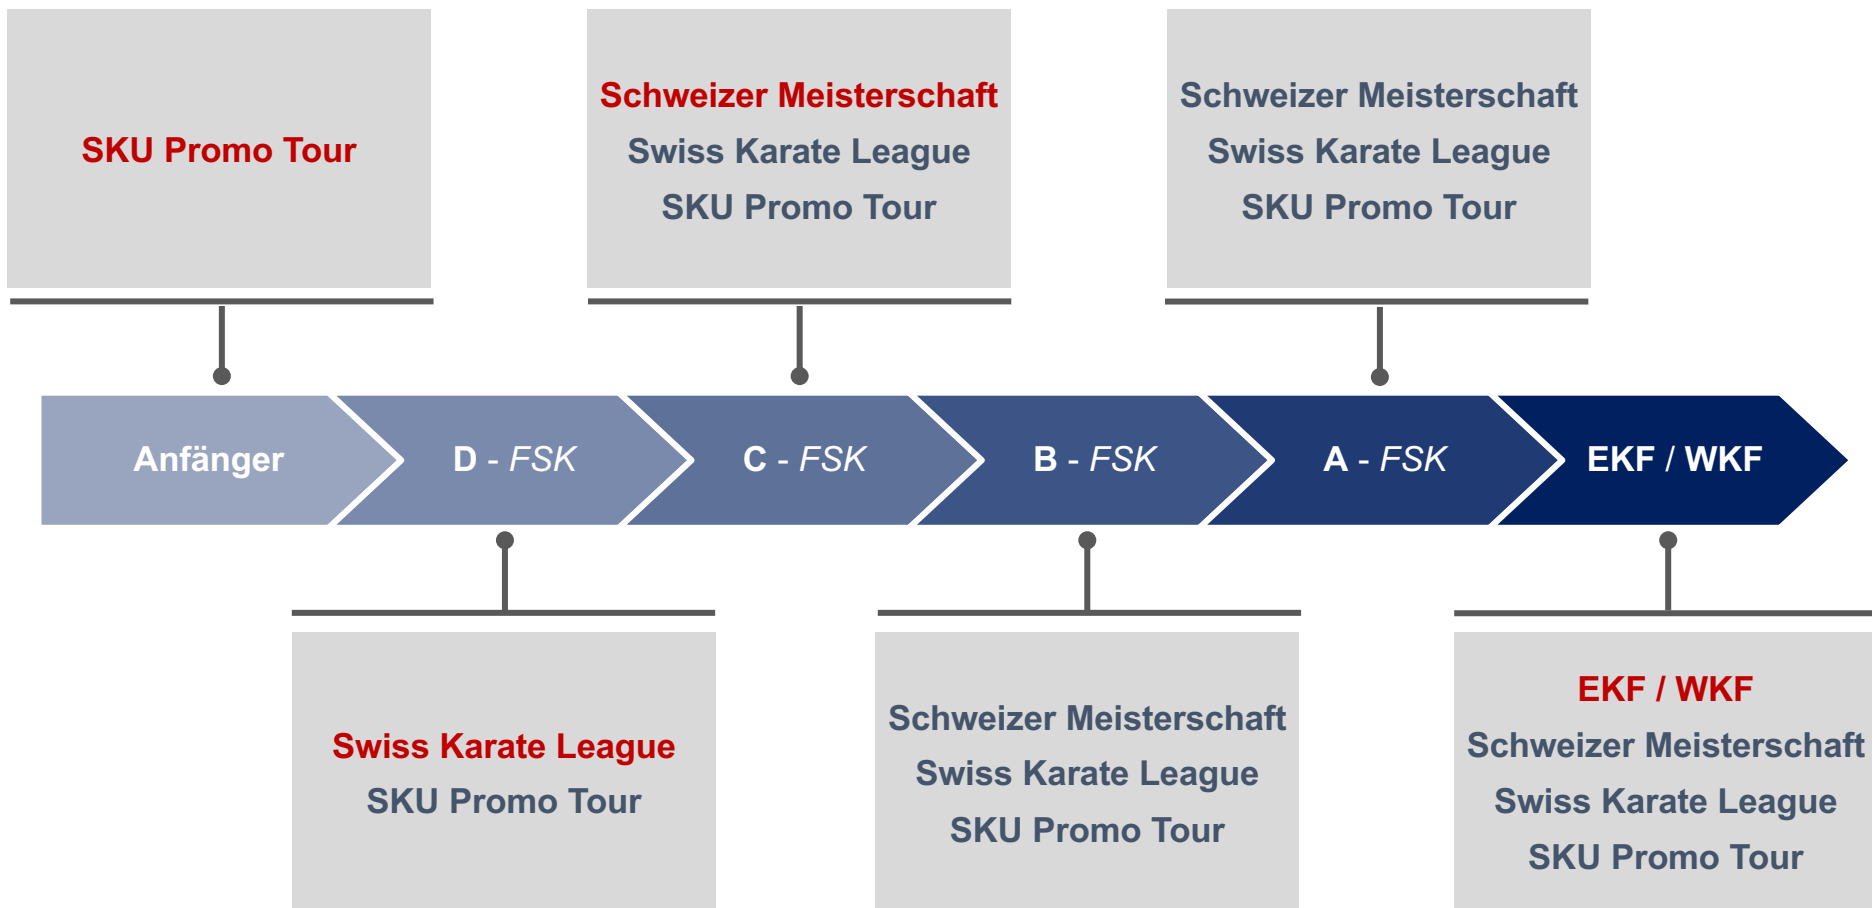 SKU Promo Tour
Schweizer Meisterschaft
Swiss Karate League
SKU Promo Tour
Schweizer Meisterschaft
Swiss Karate League
SKU Promo Tour
Anfänger
D - FSK
C - FSK
B - FSK
A - FSK
EKF / WKF
Swiss Karate League
SKU Promo Tour
Schweizer Meisterschaft
Swiss Karate League
SKU Promo Tour
EKF / WKF
Schweizer Meisterschaft
Swiss Karate League
SKU Promo Tour